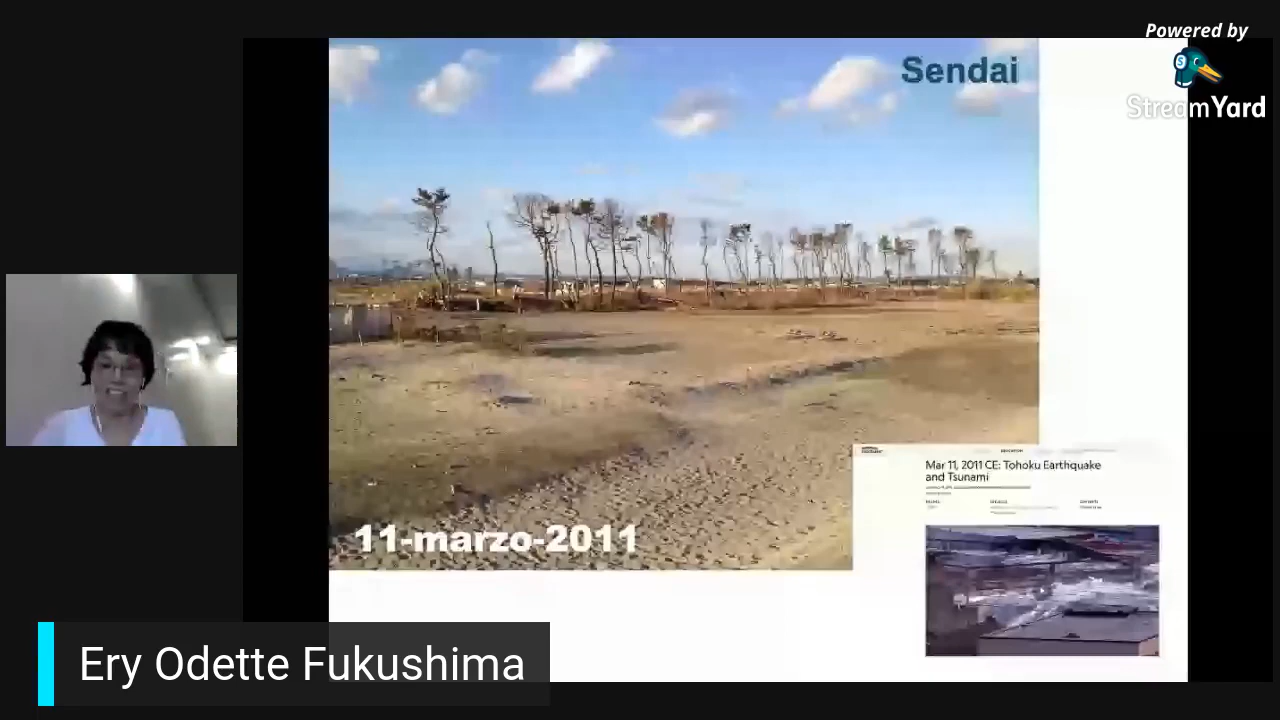 Powered by
StreamYard
Sendai
Mar 11, 2011 CE: Tohoku Earthquake
and Tsunami
11-marzo-2011
Ery Odette Fukushima